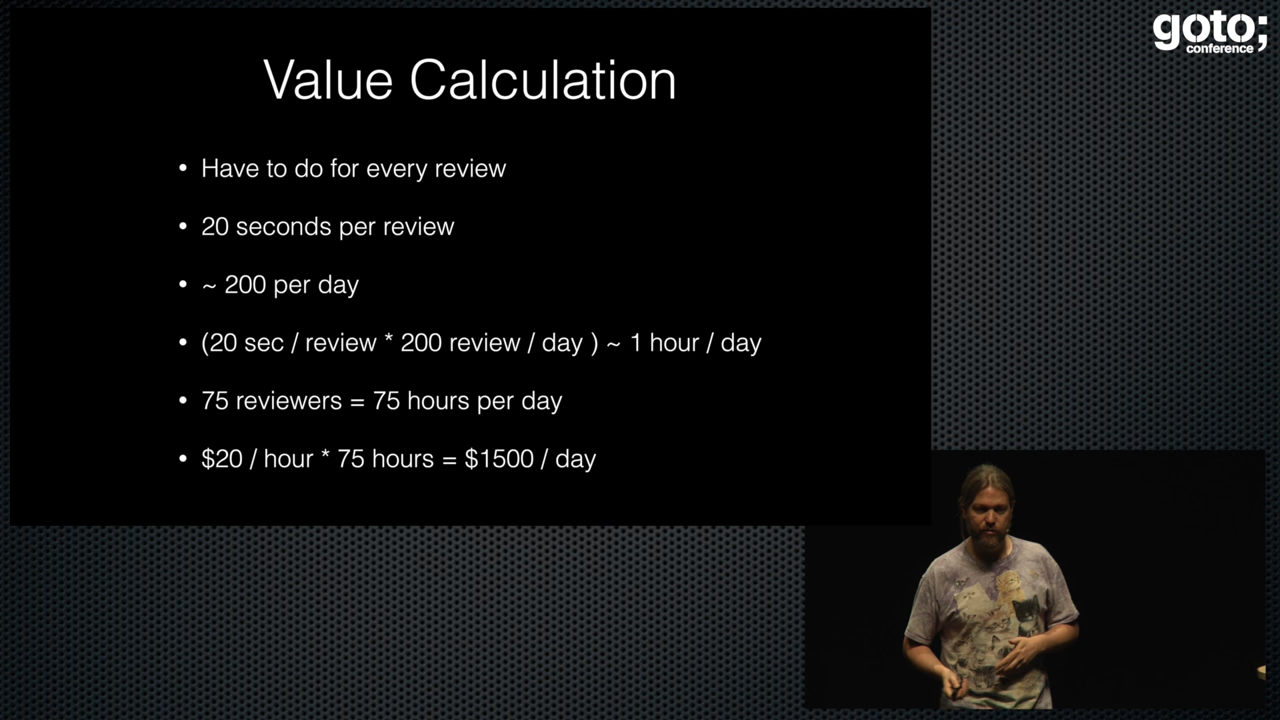 goto;
conference
Value Calculation
• Have to do for every review
• 20 seconds per review
• ~ 200 per day
• (20 sec / review * 200 review / day ) ~ 1 hour / day
• 75 reviewers = 75 hours per day
• $20 / hour * 75 hours = $1500 / day